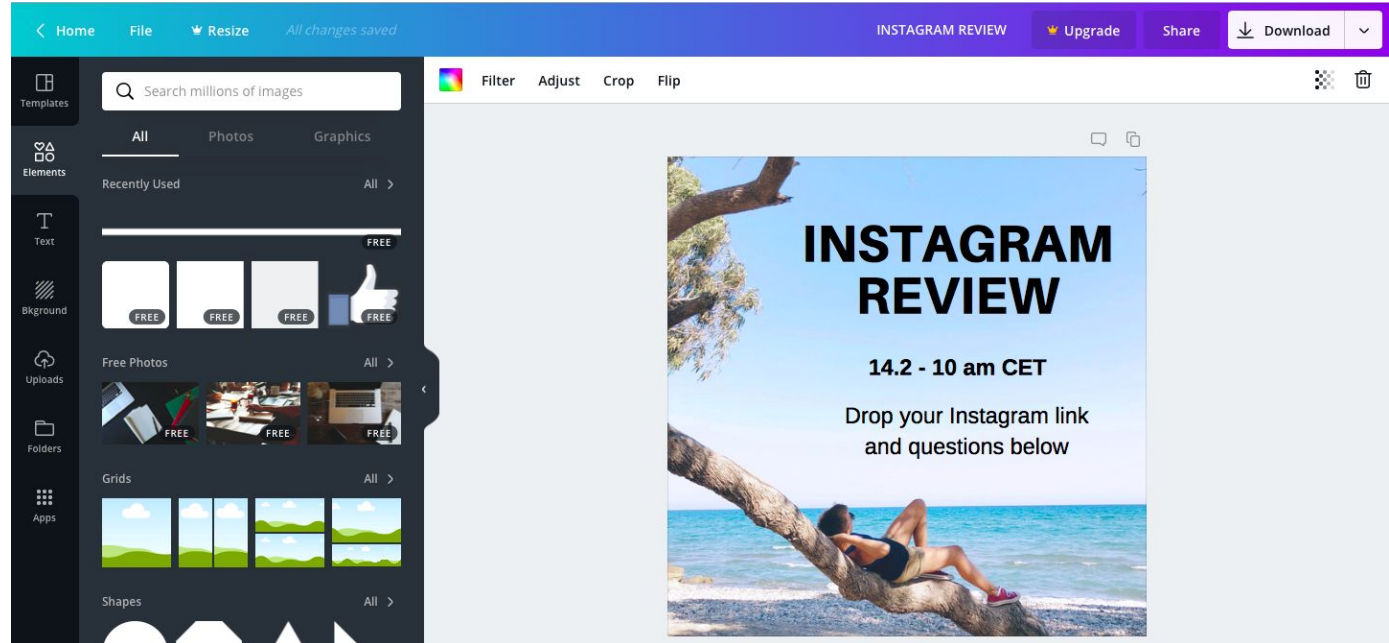 Home File Resize All changes saved INSTAGRAM REVIEW Upgrade Share Download
Templates
Elements
Text
Bkground
Uploads
Folders
Apps
Search millions of images
All Photos Graphics
Recently Used All
FREE
FREE FREE FREE FREE
Free Photos All
FREE FREE FREE
Grids All
Shapes All
Filter Adjust Crop Flip
INSTAGRAM
REVIEW
14.2 - 10 am CET
Drop your Instagram link
and questions below